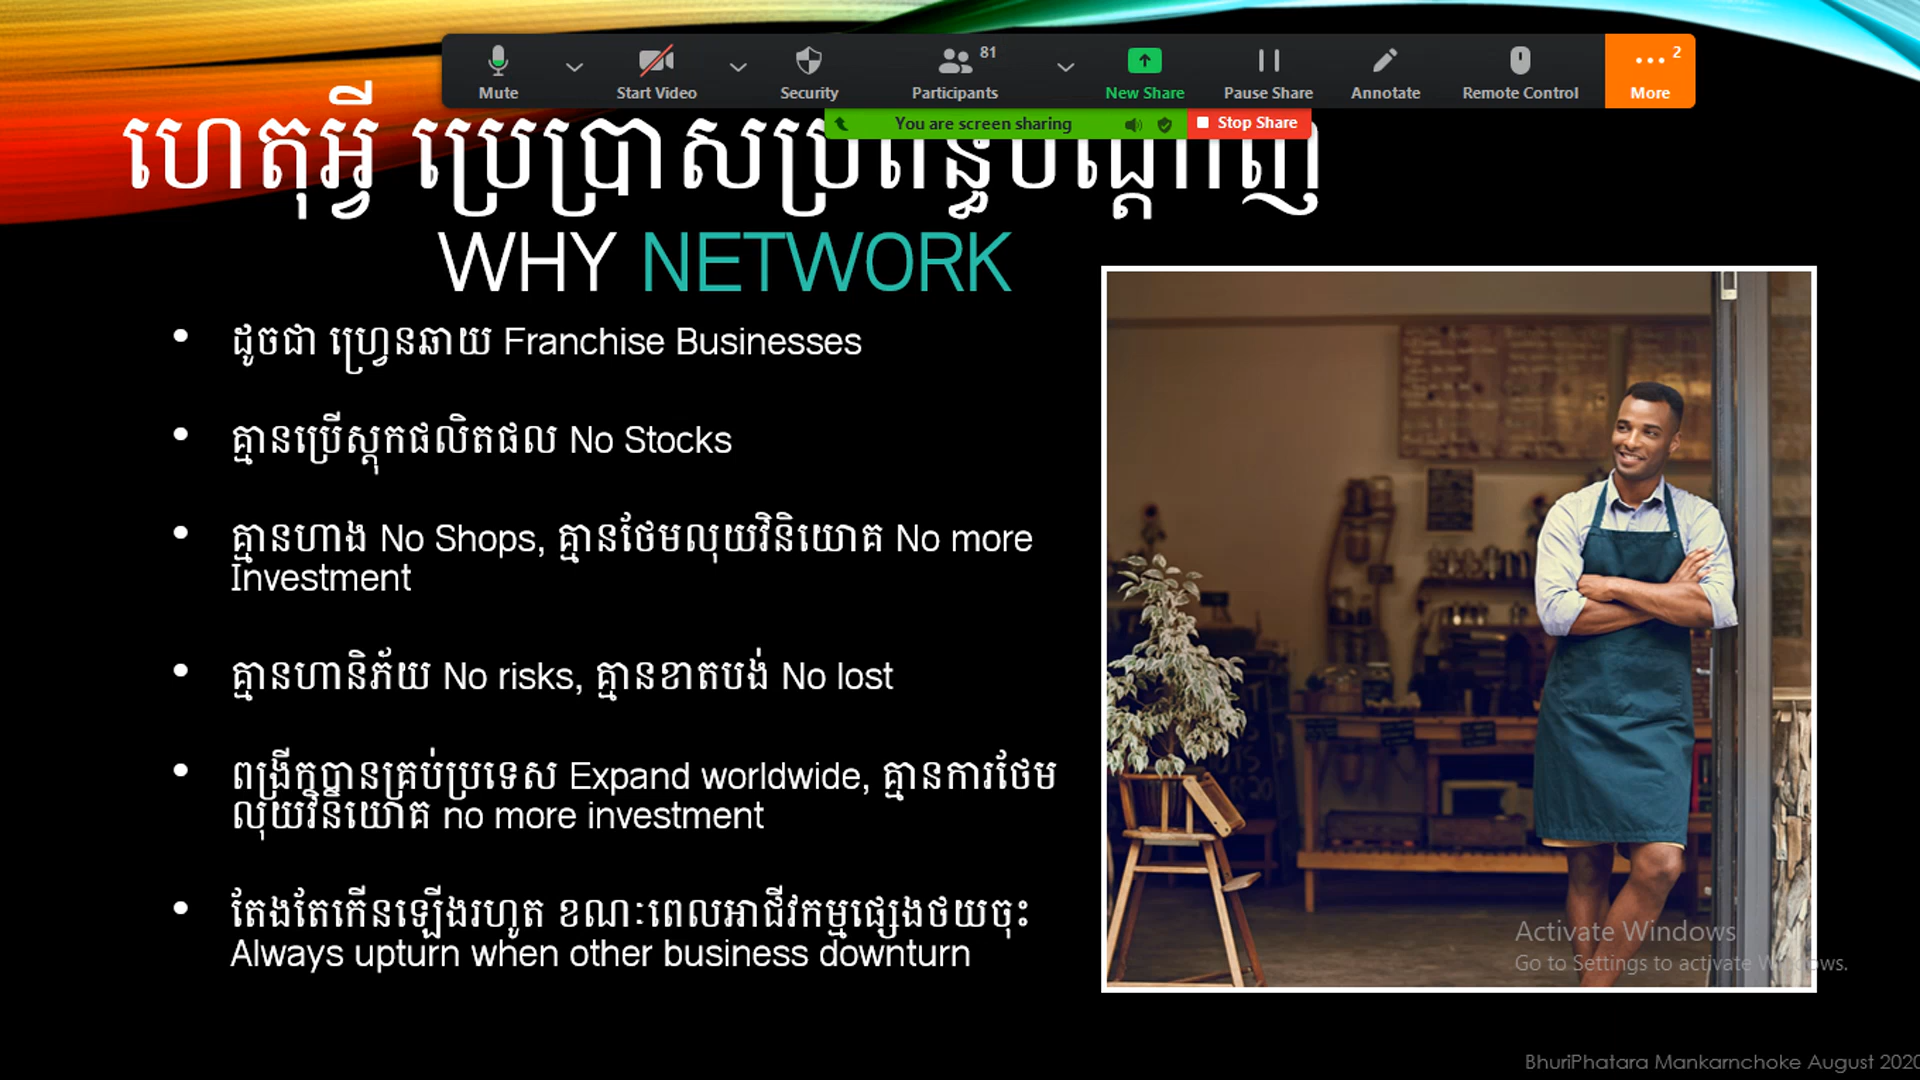 Mute
Start Video
Security
Participants
81
New Share
Pause Share
Annotate
Remote Control
More
2
You are screen sharing
Stop Share
ហេតុអ្វី ប្រេប្រាសប្រព័ន្ធបណ្តាញ
WHY NETWORK
• ដូចជា ហ្វ្រេនឆាយ Franchise Businesses
• គ្មានប្រើស្តុកផលិតផល No Stocks
• គ្មានហាង No Shops, គ្មានថែមលុយវិនិយោគ No more
Investment
• គ្មានហានិភ័យ No risks, គ្មានខាតបង់ No lost
• ពង្រីកបានគ្រប់ប្រទេស Expand worldwide, គ្មានការថែម
លុយវិនិយោគ no more investment
• តែងតែកើនឡើងរហូត ខណៈពេលអាជីវកម្មផ្សេងថយចុះ
Always upturn when other business downturn
Activate Windows
Go to Settings to activate Windows.
BhuriPhatara Mankarnchoke August 2020